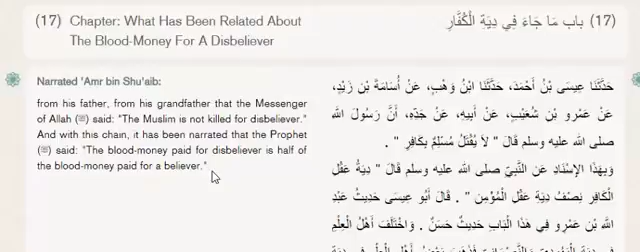 (17) Chapter: What Has Been Related About
The Blood-Money For A Disbeliever
(17) باب مَا جَاءَ فِي دِيَةِ الْكُفَّارِ
Narrated 'Amr bin Shu'aib:
from his father, from his grandfather that the Messenger
of Allah (ﷺ) said: "The Muslim is not killed for disbeliever."
And with this chain, it has been narrated that the Prophet
(ﷺ) said: "The blood-money paid for disbeliever is half of
the blood-money paid for a believer."
حَدَّثَنَا عِيسَى بْنُ أَحْمَدَ، حَدَّثَنَا ابْنُ وَهْبٍ، عَنْ أُسَامَةَ بْنِ زَيْدٍ،
عَنْ عَمْرِو بْنِ شُعَيْبٍ، عَنْ أَبِيهِ، عَنْ جَدِّهِ، أَنَّ رَسُولَ اللَّهِ
صلى الله عليه وسلم قَالَ " لاَ يُقْتَلُ مُسْلِمٌ بِكَافِرٍ " .
وَبِهَذَا الإِسْنَادِ عَنِ النَّبِيِّ صلى الله عليه وسلم قَالَ " دِيَةُ عَقْلِ
الْكَافِرِ نِصْفُ دِيَةِ عَقْلِ الْمُؤْمِنِ " . قَالَ أَبُو عِيسَى حَدِيثُ عَبْدِ
اللَّهِ بْنِ عَمْرٍو فِي هَذَا الْبَابِ حَدِيثٌ حَسَنٌ . وَاخْتَلَفَ أَهْلُ الْعِلْمِ